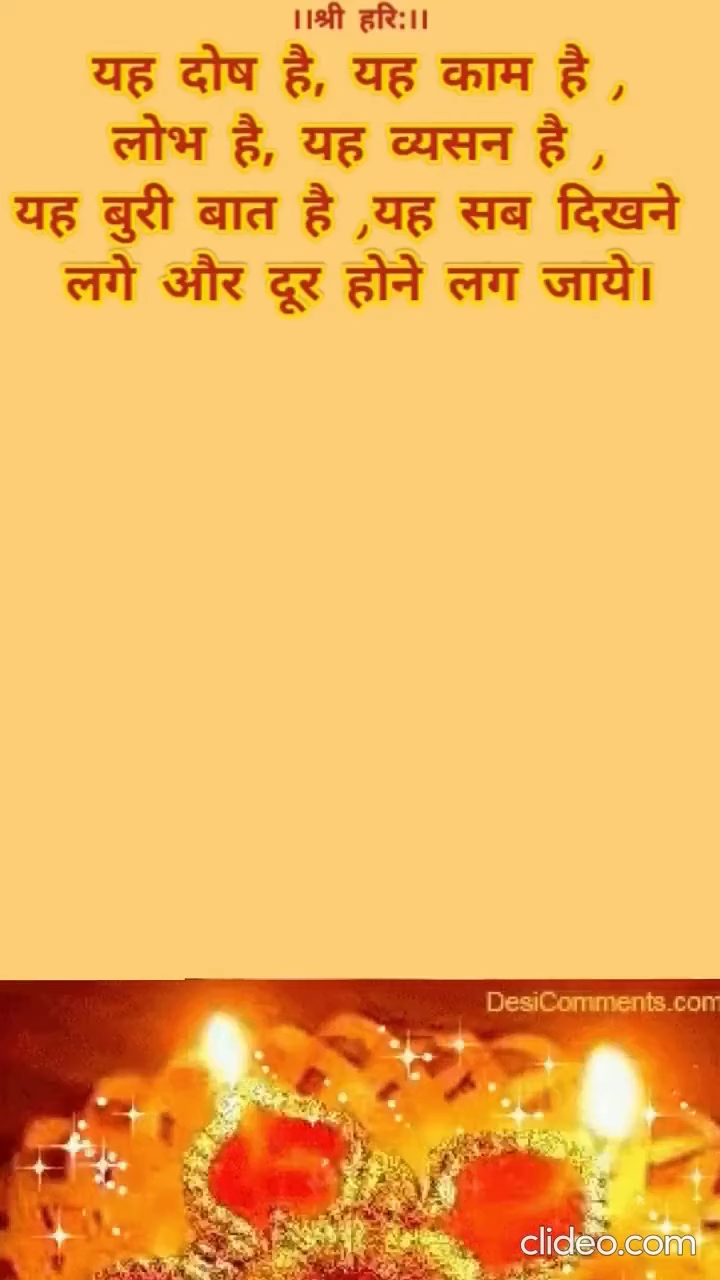 ।।श्री हरि:।।
यह दोष है, यह काम है ,
लोभ है, यह व्यसन है ,
यह बुरी बात है ,यह सब दिखने
लगे और दूर होने लग जाये।
DesiComments.com
clideo.com